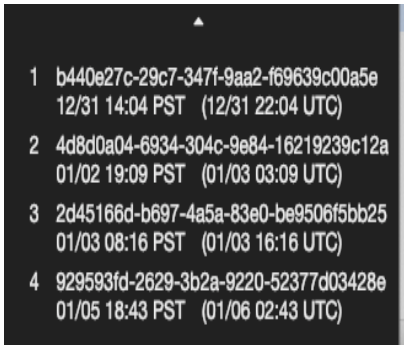 1 b440e27c-29c7-347f-9aa2-f69639c00a5e
12/31 14:04 PST (12/31 22:04 UTC)
2 4d8d0a04-6934-304c-9e84-16219239c12a
01/02 19:09 PST (01/03 03:09 UTC)
3 2d45166d-b697-4a5a-83e0-be9506f5bb25
01/03 08:16 PST (01/03 16:16 UTC)
4 929593fd-2629-3b2a-9220-52377d03428e
01/05 18:43 PST (01/06 02:43 UTC)